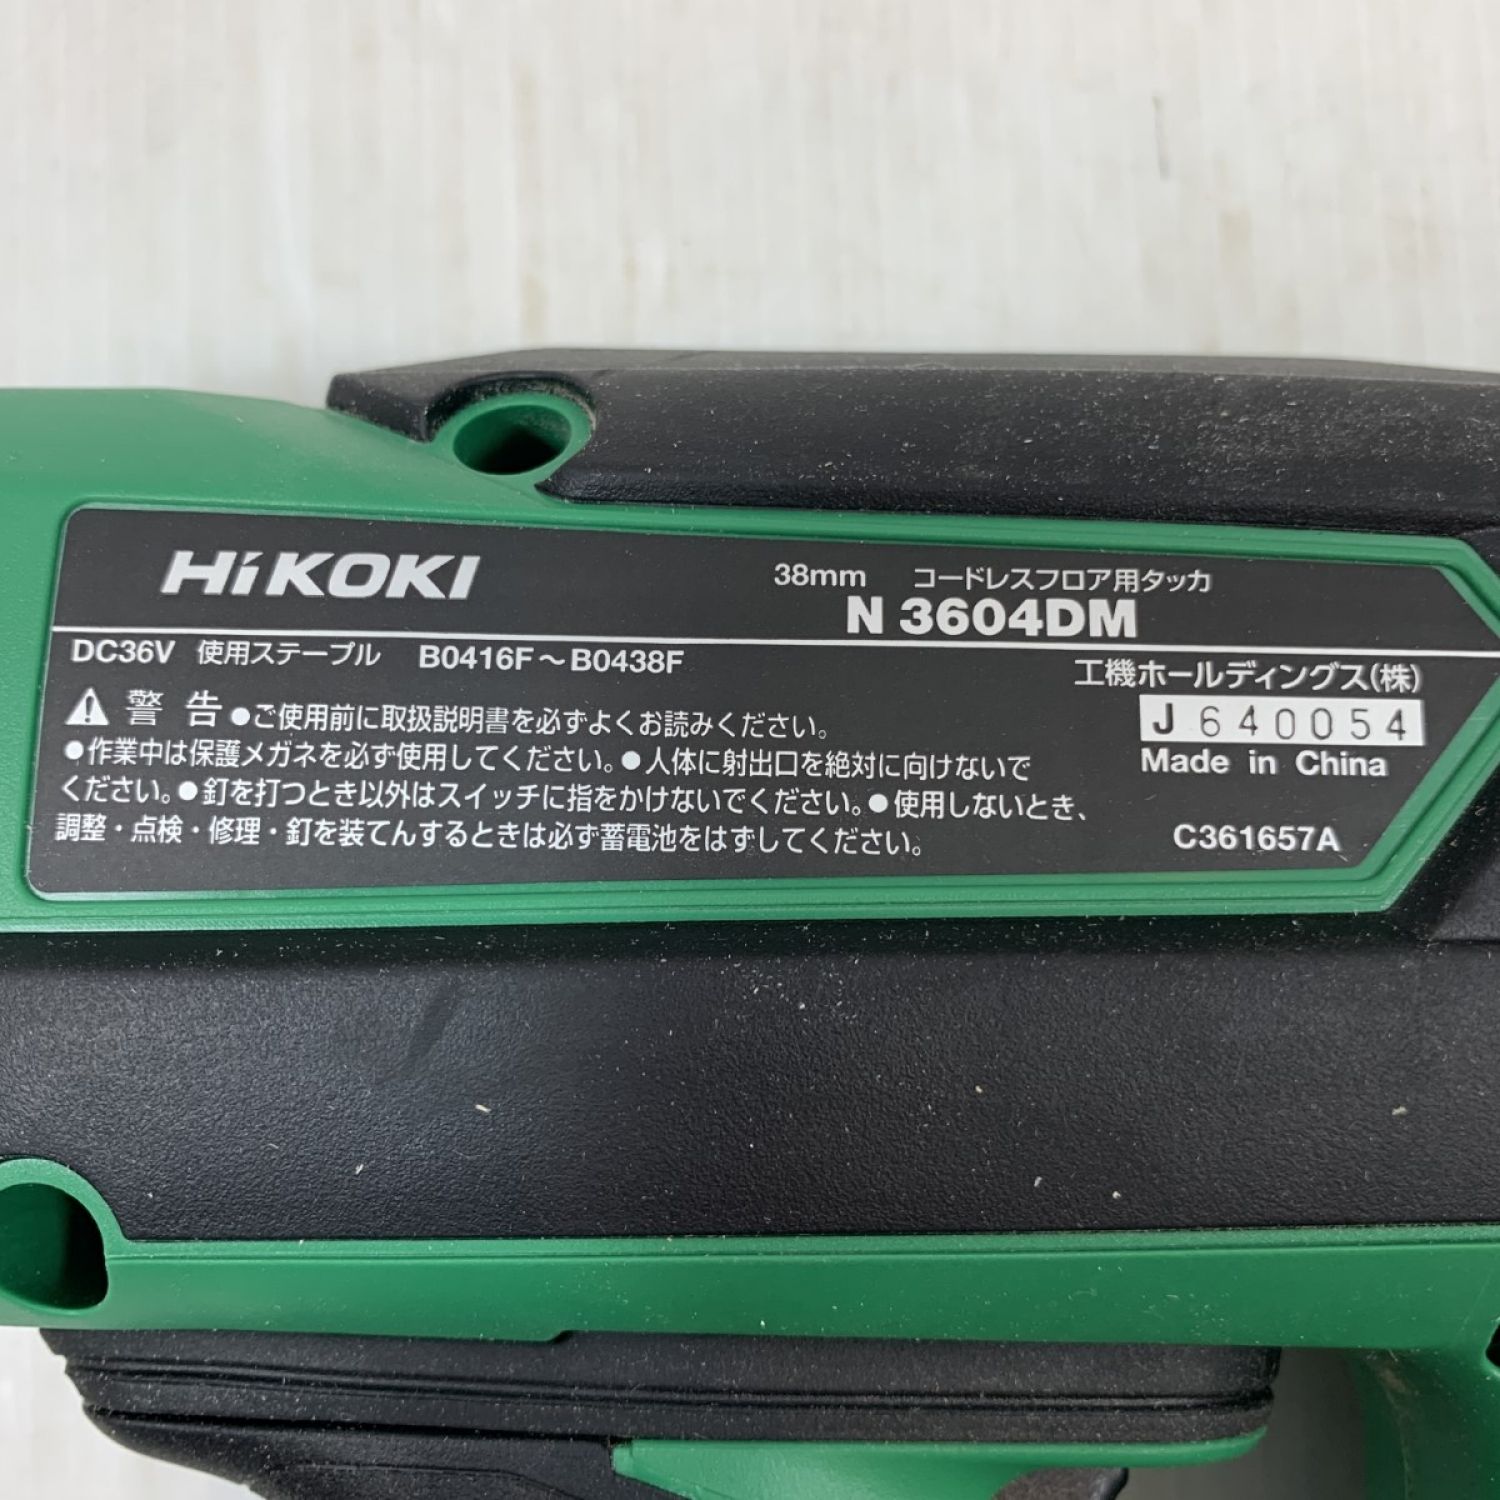 HiKOKI
38mm コードレスフロア用タッカ
N 3604DM
DC36V 使用ステープル B0416F～B0438F
工機ホールディングス(株)
J 640054
Made in China
⚠ 警 告 ●ご使用前に取扱説明書を必ずよくお読みください。
●作業中は保護メガネを必ず使用してください。●人体に射出口を絶対に向けないで
ください。●釘を打つとき以外はスイッチに指をかけないでください。●使用しないとき、
調整・点検・修理・釘を装てんするときは必ず蓄電池をはずしてください。
C361657A